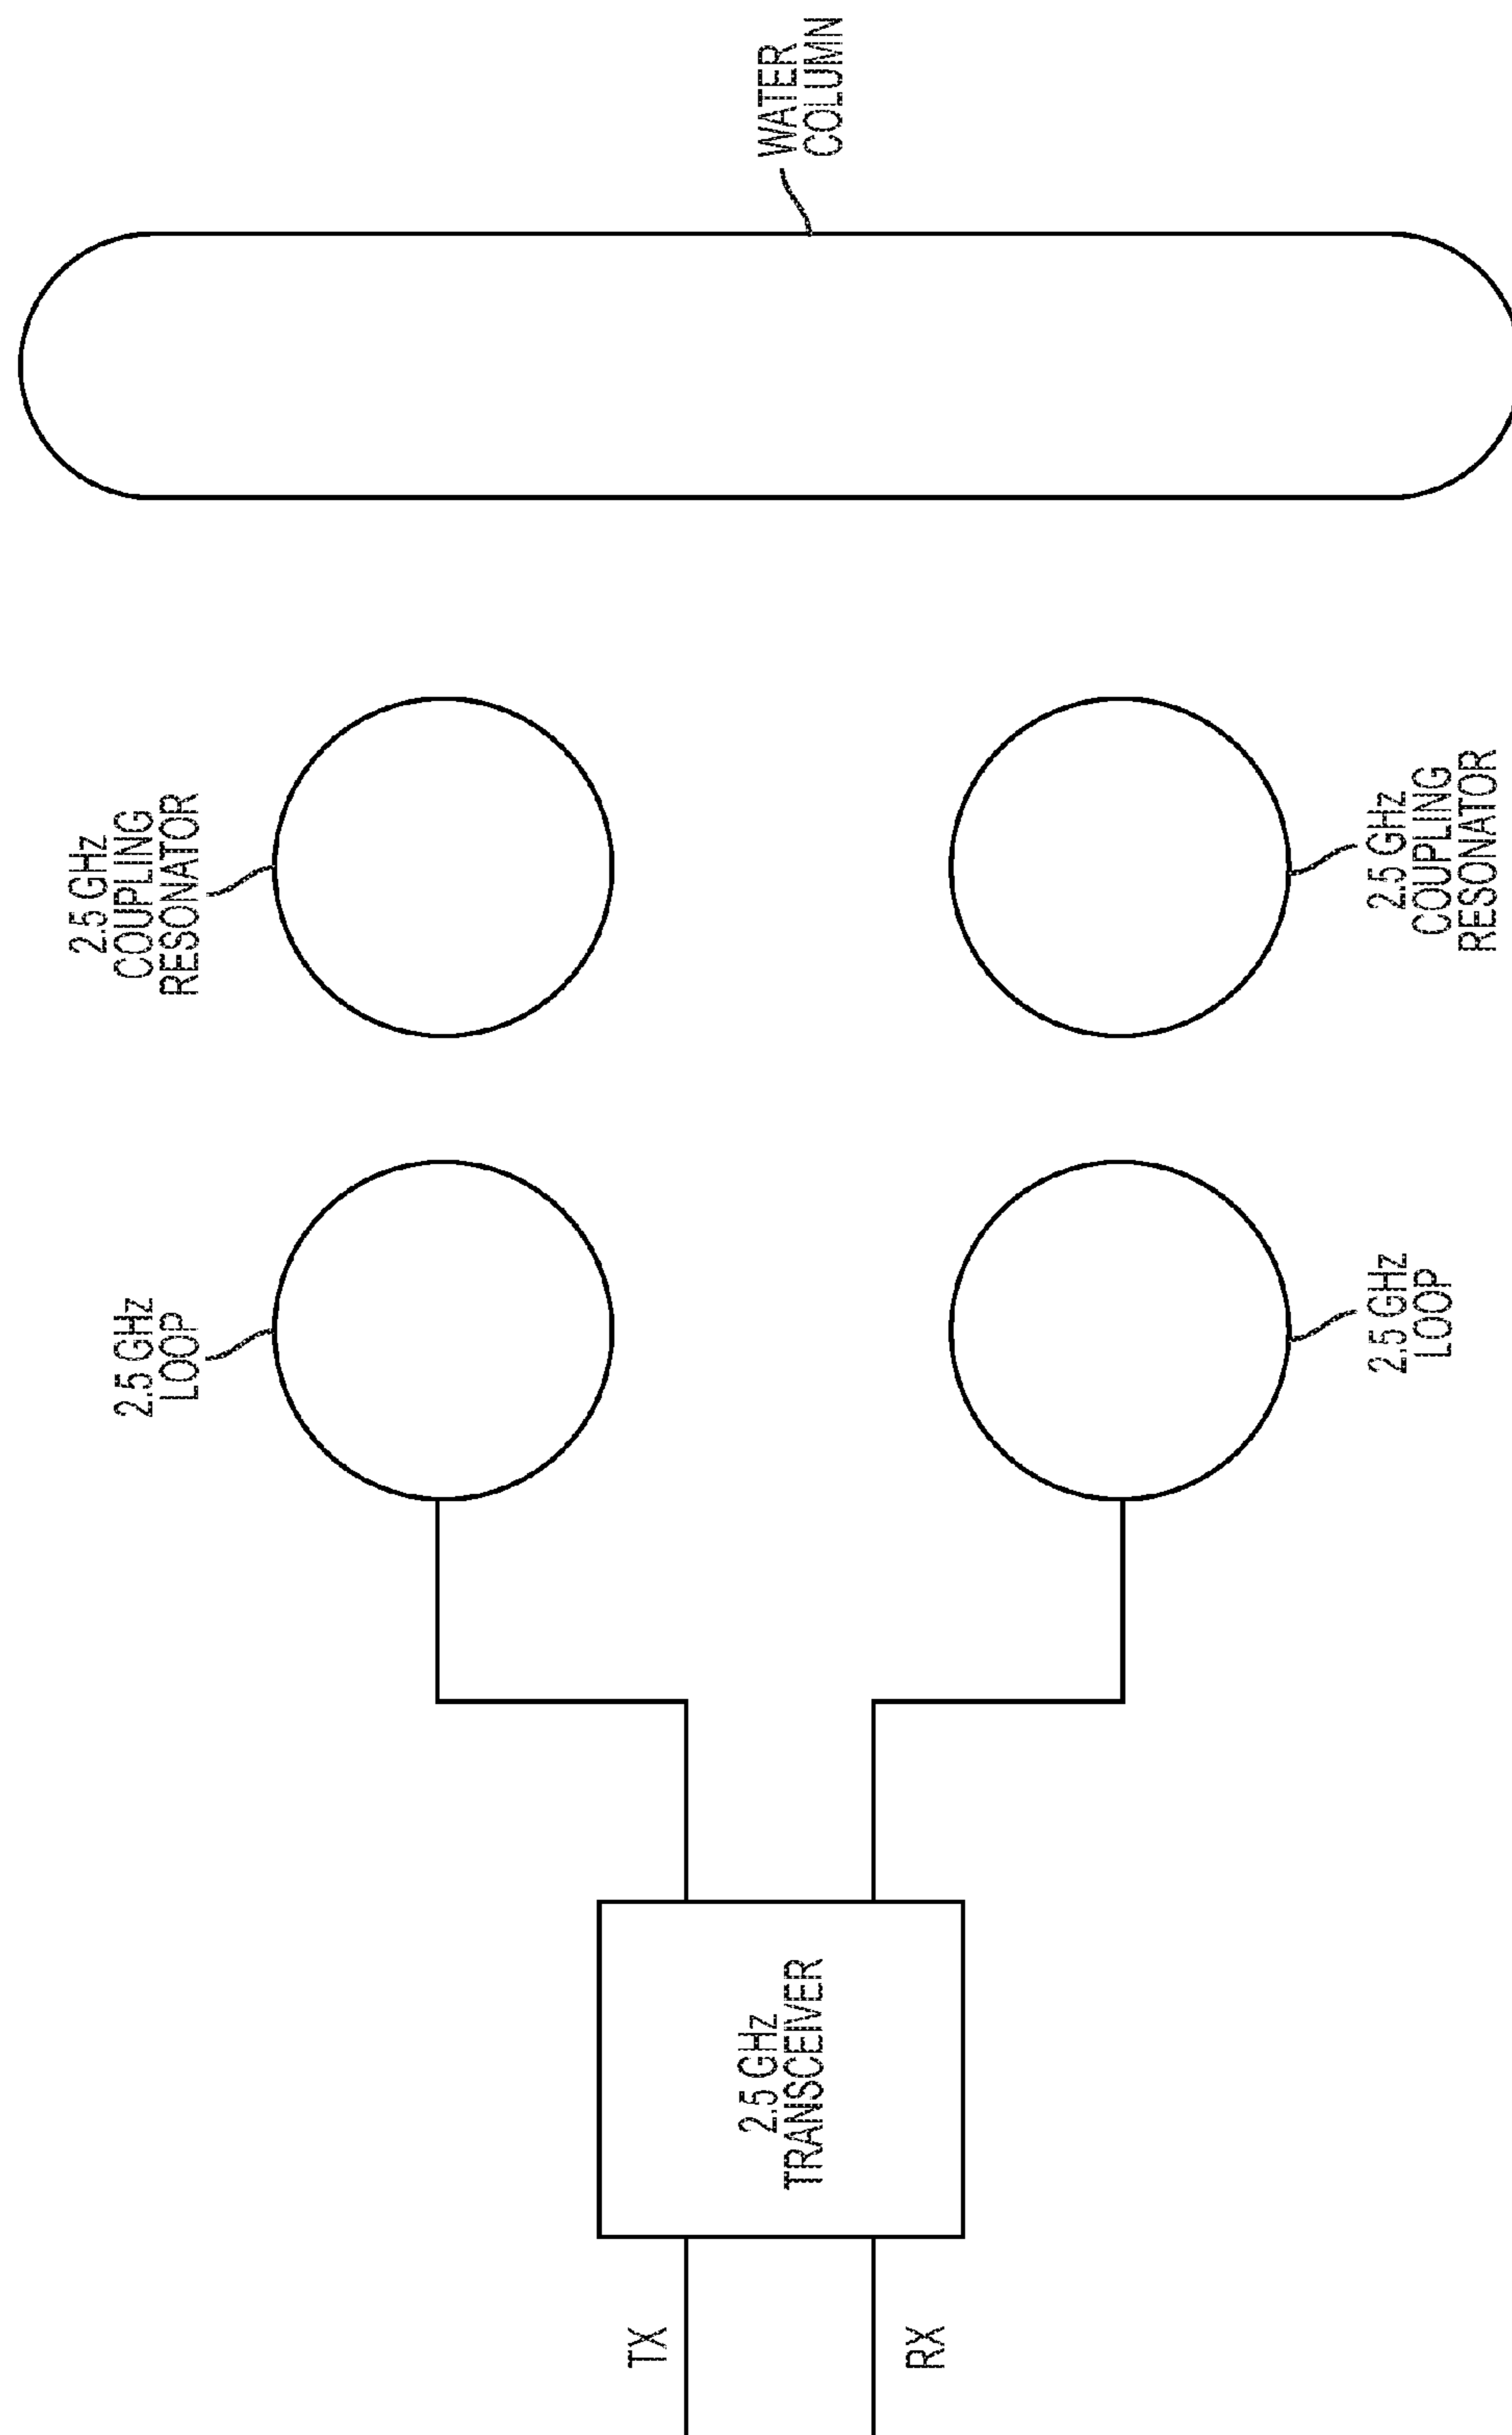 TX
RX
2.5 GHz
TRANSCEIVER
2.5 GHz
LOOP
2.5 GHz
LOOP
2.5 GHz
COUPLING
RESONATOR
2.5 GHz
COUPLING
RESONATOR
WATER
COLUMN